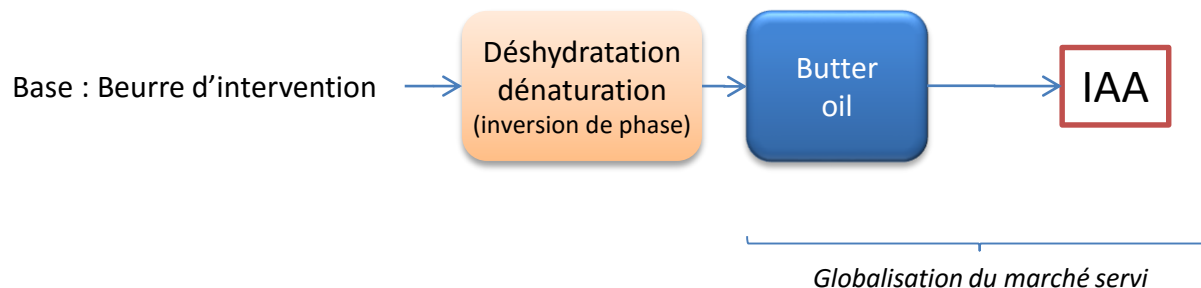 Base : Beurre d'intervention
Déshydratation
dénaturation
(inversion de phase)
Butter
oil
IAA
Globalisation du marché servi